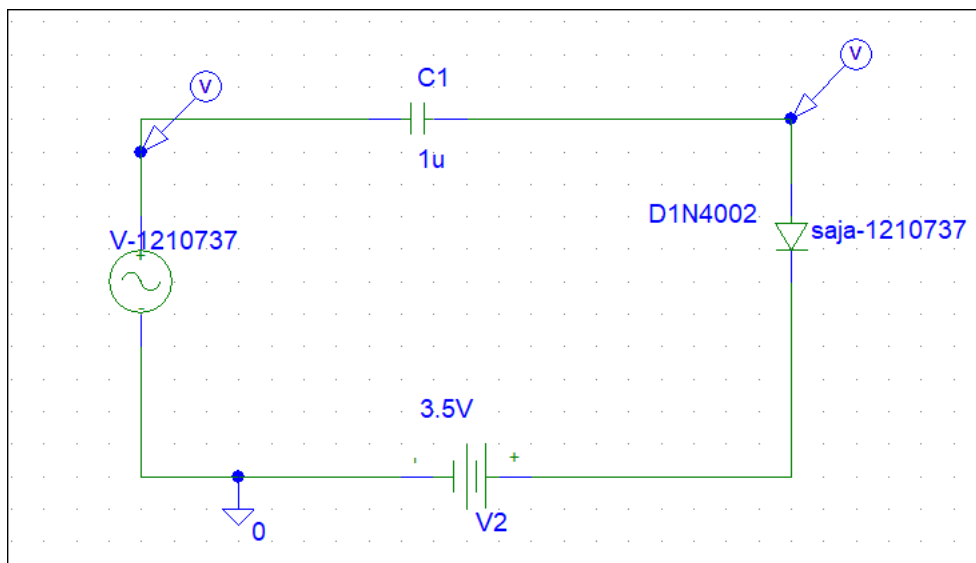 V
V
C1
1u
D1N4002
saja-1210737
V-1210737
+
-
3.5V
-
+
V2
0